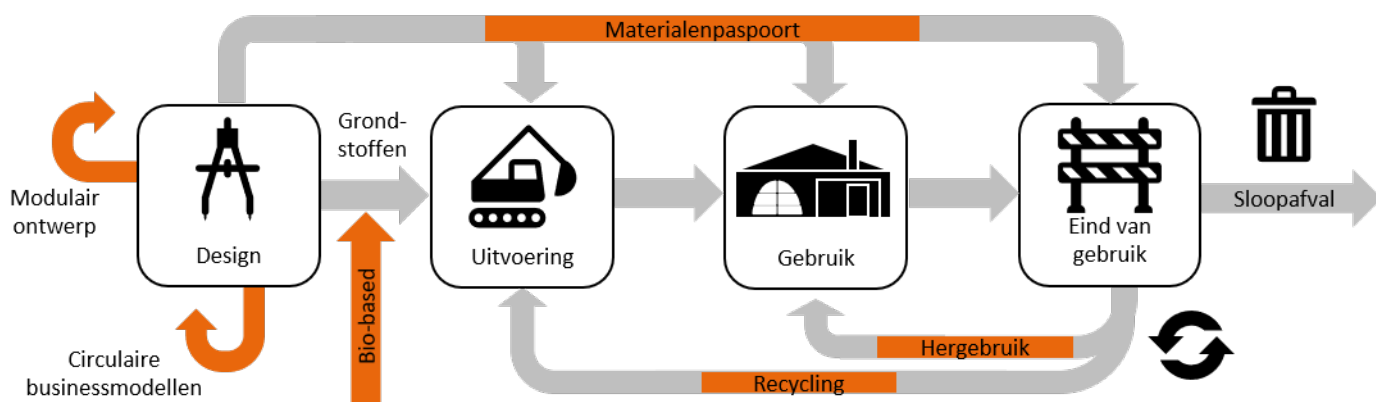 Materialenpaspoort
Grond-
stoffen
Modulair
ontwerp
Design
Uitvoering
Gebruik
Eind van
gebruik
Sloopafval
Bio-based
Circulaire
businessmodellen
Hergebruik
Recycling